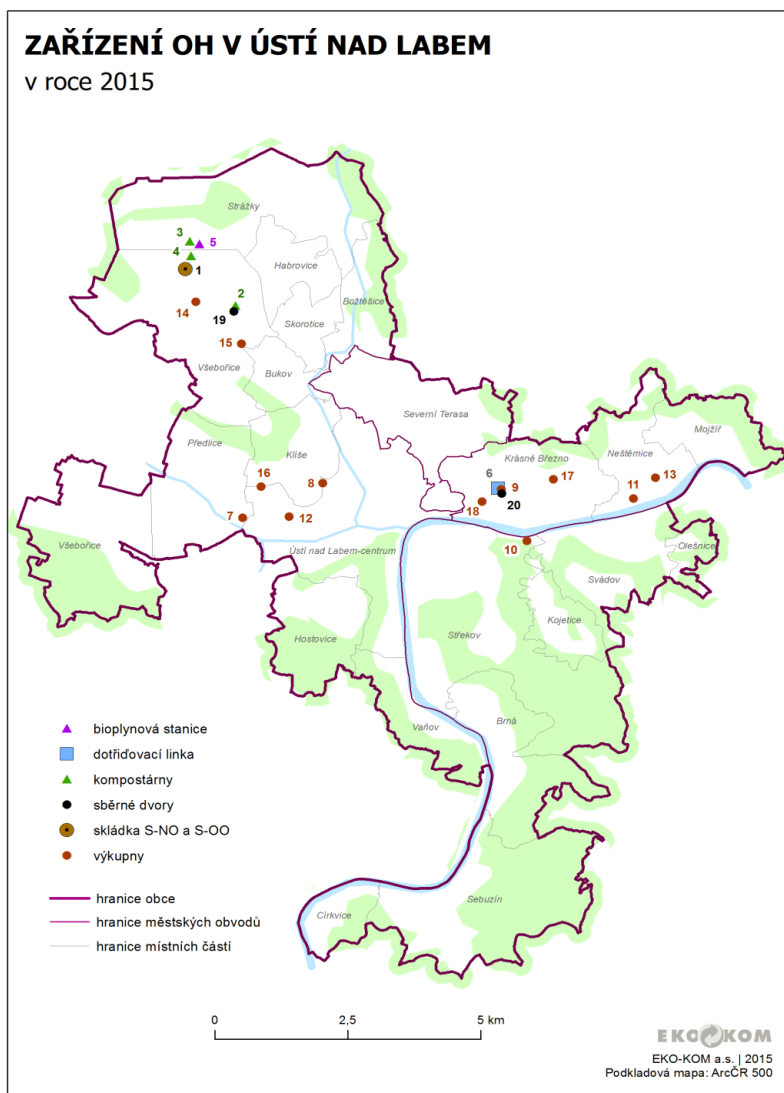 ZAŘÍZENÍ OH V ÚSTÍ NAD LABEM
v roce 2015
Strážky
3
5
4
1
Habrovice
2
14
19
Božtěšice
Skorotice
15
Všebořice
Bukov
Severní Terasa
Mojžíř
Předlice
Klíše
Krásné Březno
Neštěmice
16
8
6
9
17
11
13
18
20
7
12
Všebořice
Ústí nad Labem-centrum
10
Olešnice
Svádov
Kojetice
Hostovice
Střekov
Vaňov
Brná
Sebuzín
Církvice
bioplynová stanice
dotřiďovací linka
kompostárny
sběrné dvory
skládka S-NO a S-OO
výkupny
hranice obce
hranice městských obvodů
hranice místních částí
0 2,5 5 km
EKO KOM
EKO-KOM a.s. | 2015
Podkladová mapa: ArcČR 500